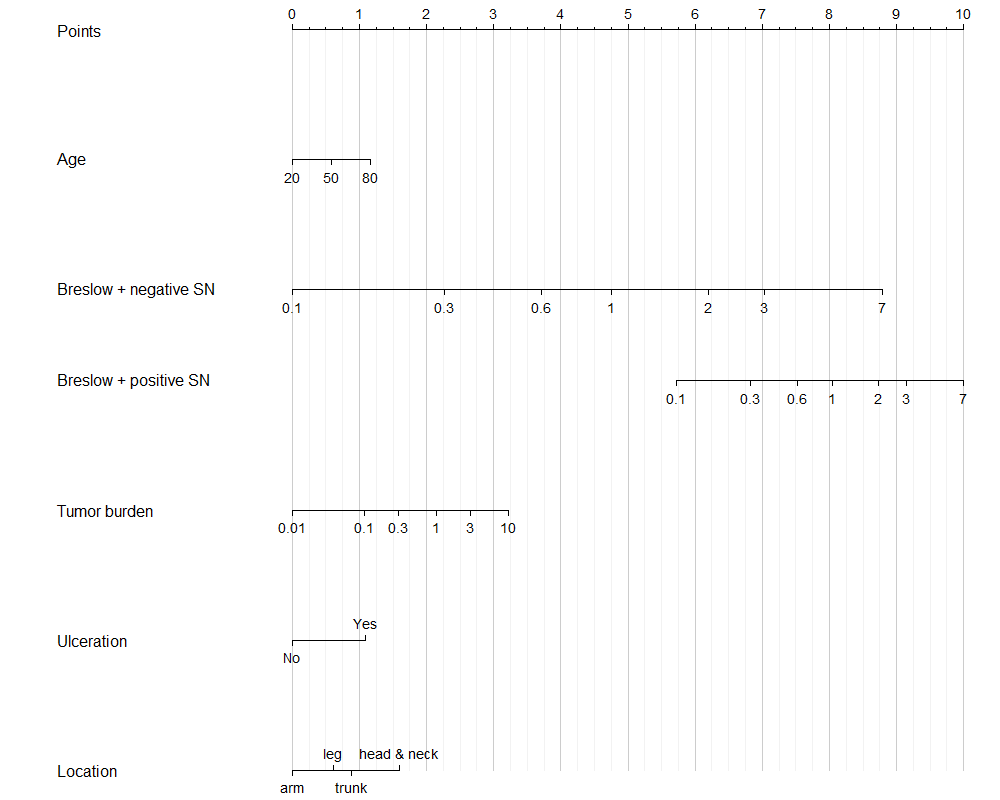 0 1 2 3 4 5 6 7 8 9 10
Points
Age
20 50 80
Breslow + negative SN
0.1 0.3 0.6 1 2 3 7
Breslow + positive SN
0.1 0.3 0.6 1 2 3 7
Tumor burden
0.01 0.1 0.3 1 3 10
Yes
Ulceration
No
leg head & neck
Location
arm trunk